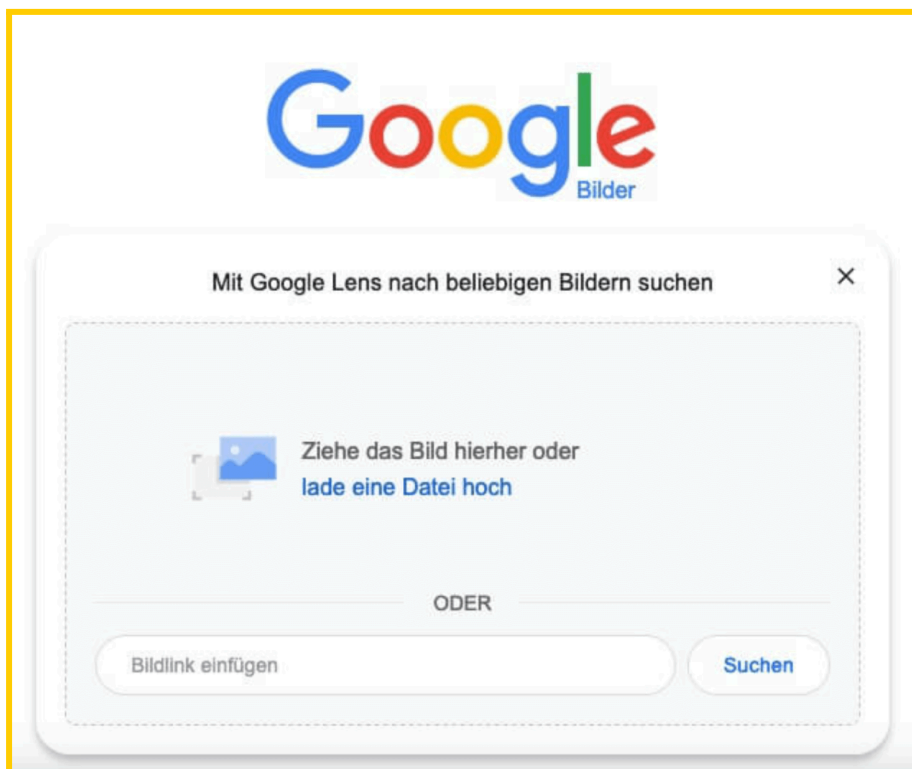 Google
Bilder
Mit Google Lens nach beliebigen Bildern suchen
Ziehe das Bild hierher oder
lade eine Datei hoch
ODER
Bildlink einfügen
Suchen